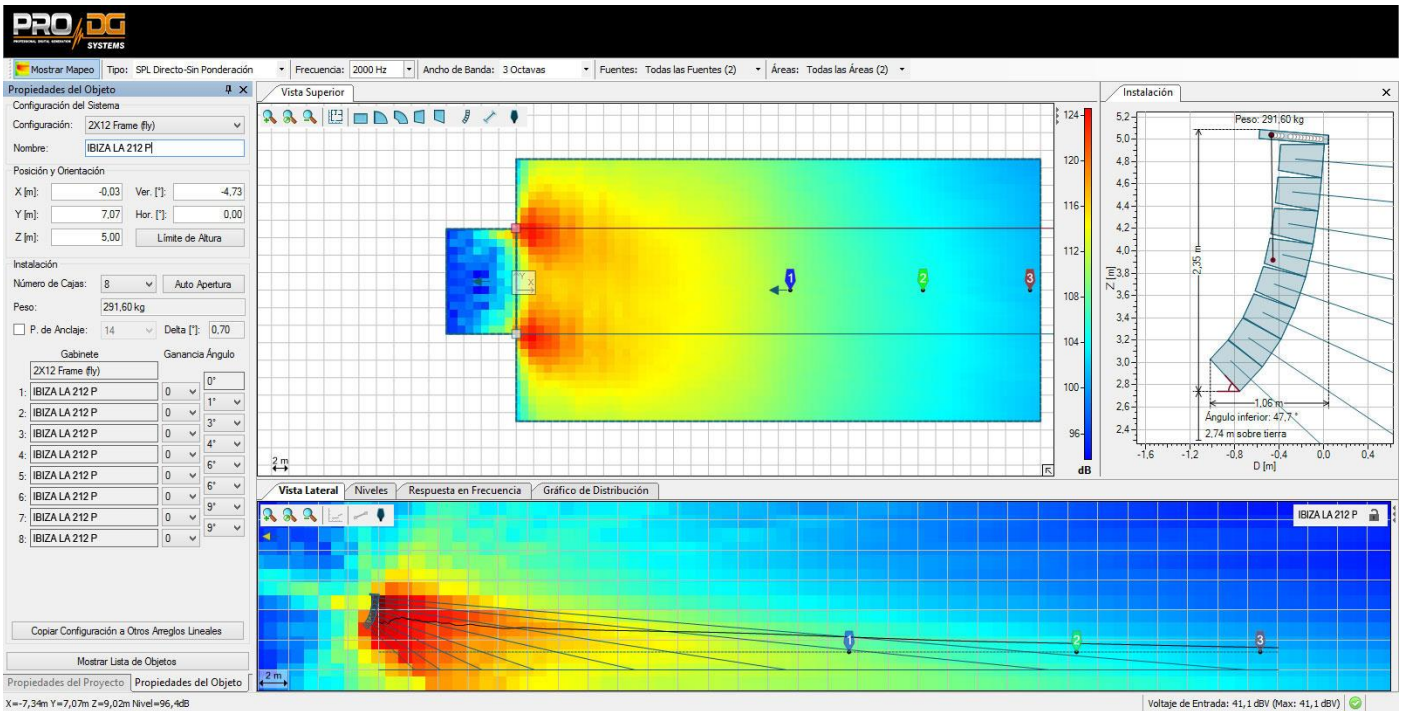 PRO DG
PROFESSIONAL DIGITAL GENERATION
SYSTEMS
Mostrar Mapeo Tipo: SPL Directo-Sin Ponderación Frecuencia: 2000 Hz Ancho de Banda: 3 Octavas Fuentes: Todas las Fuentes (2) Áreas: Todas las Áreas (2)
Propiedades del Objeto
Configuración del Sistema
Configuración: 2X12 Frame (fly)
Nombre: IBIZA LA 212 P
Posición y Orientación
X [m]: -0,03 Ver. [°]: -4,73
Y [m]: 7,07 Hor. [°]: 0,00
Z [m]: 5,00 Límite de Altura
Instalación
Número de Cajas: 8 Auto Apertura
Peso: 291,60 kg
P. de Anclaje: 14 Delta [°]: 0,70
Gabinete Ganancia Ángulo
2X12 Frame (fly)
0°
1: IBIZA LA 212 P 0
1°
2: IBIZA LA 212 P 0
3°
3: IBIZA LA 212 P 0
4°
4: IBIZA LA 212 P 0
6°
5: IBIZA LA 212 P 0
6°
6: IBIZA LA 212 P 0
9°
7: IBIZA LA 212 P 0
9°
8: IBIZA LA 212 P 0
Copiar Configuración a Otros Arreglos Lineales
Mostrar Lista de Objetos
Propiedades del Proyecto Propiedades del Objeto
Vista Superior
Y
X
1 2 3
2 m
124
120
116
112
108
104
100
96
dB
Instalación
Peso: 291,60 kg
5,2
5,0
4,8
4,6
4,4
4,2
4,0
3,8
3,6
3,4
3,2
3,0
2,8
2,6
2,4
Z [m]
2,35 m
1,06 m
Ángulo inferior: 47,7 °
2,74 m sobre tierra
-1,6 -1,2 -0,8 -0,4 0,0 0,4
D [m]
Vista Lateral Niveles Respuesta en Frecuencia Gráfico de Distribución
IBIZA LA 212 P
1 2 3
2 m
X=-7,34m Y=7,07m Z=9,02m Nivel=96,4dB
Voltaje de Entrada: 41,1 dBV (Max: 41,1 dBV)